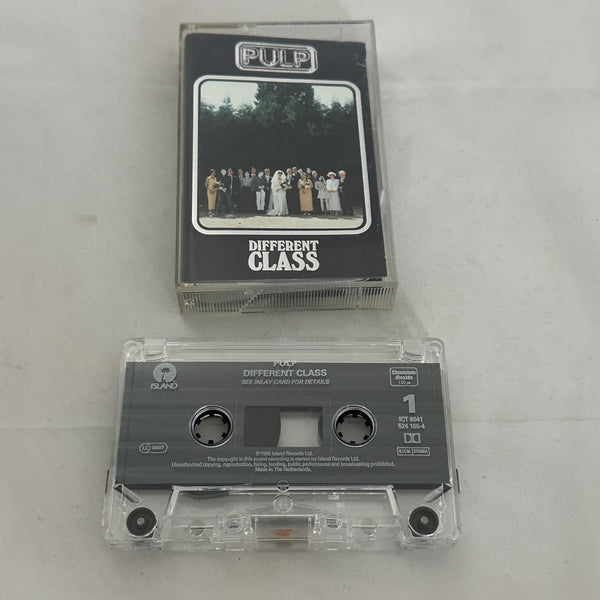 PULP
DIFFERENT
CLASS
PULP
DIFFERENT CLASS
SEE INLAY CARD FOR DETAILS
ISLAND
Chromium
dioxide
1
ICT 8041
524 165-4
LC 0407
℗ 1995 Island Records Ltd.
The copyright in this sound recording is owned by Island Records Ltd.
Unauthorised copying, reproduction, hiring, lending, public performance and broadcasting prohibited.
Made in The Netherlands.